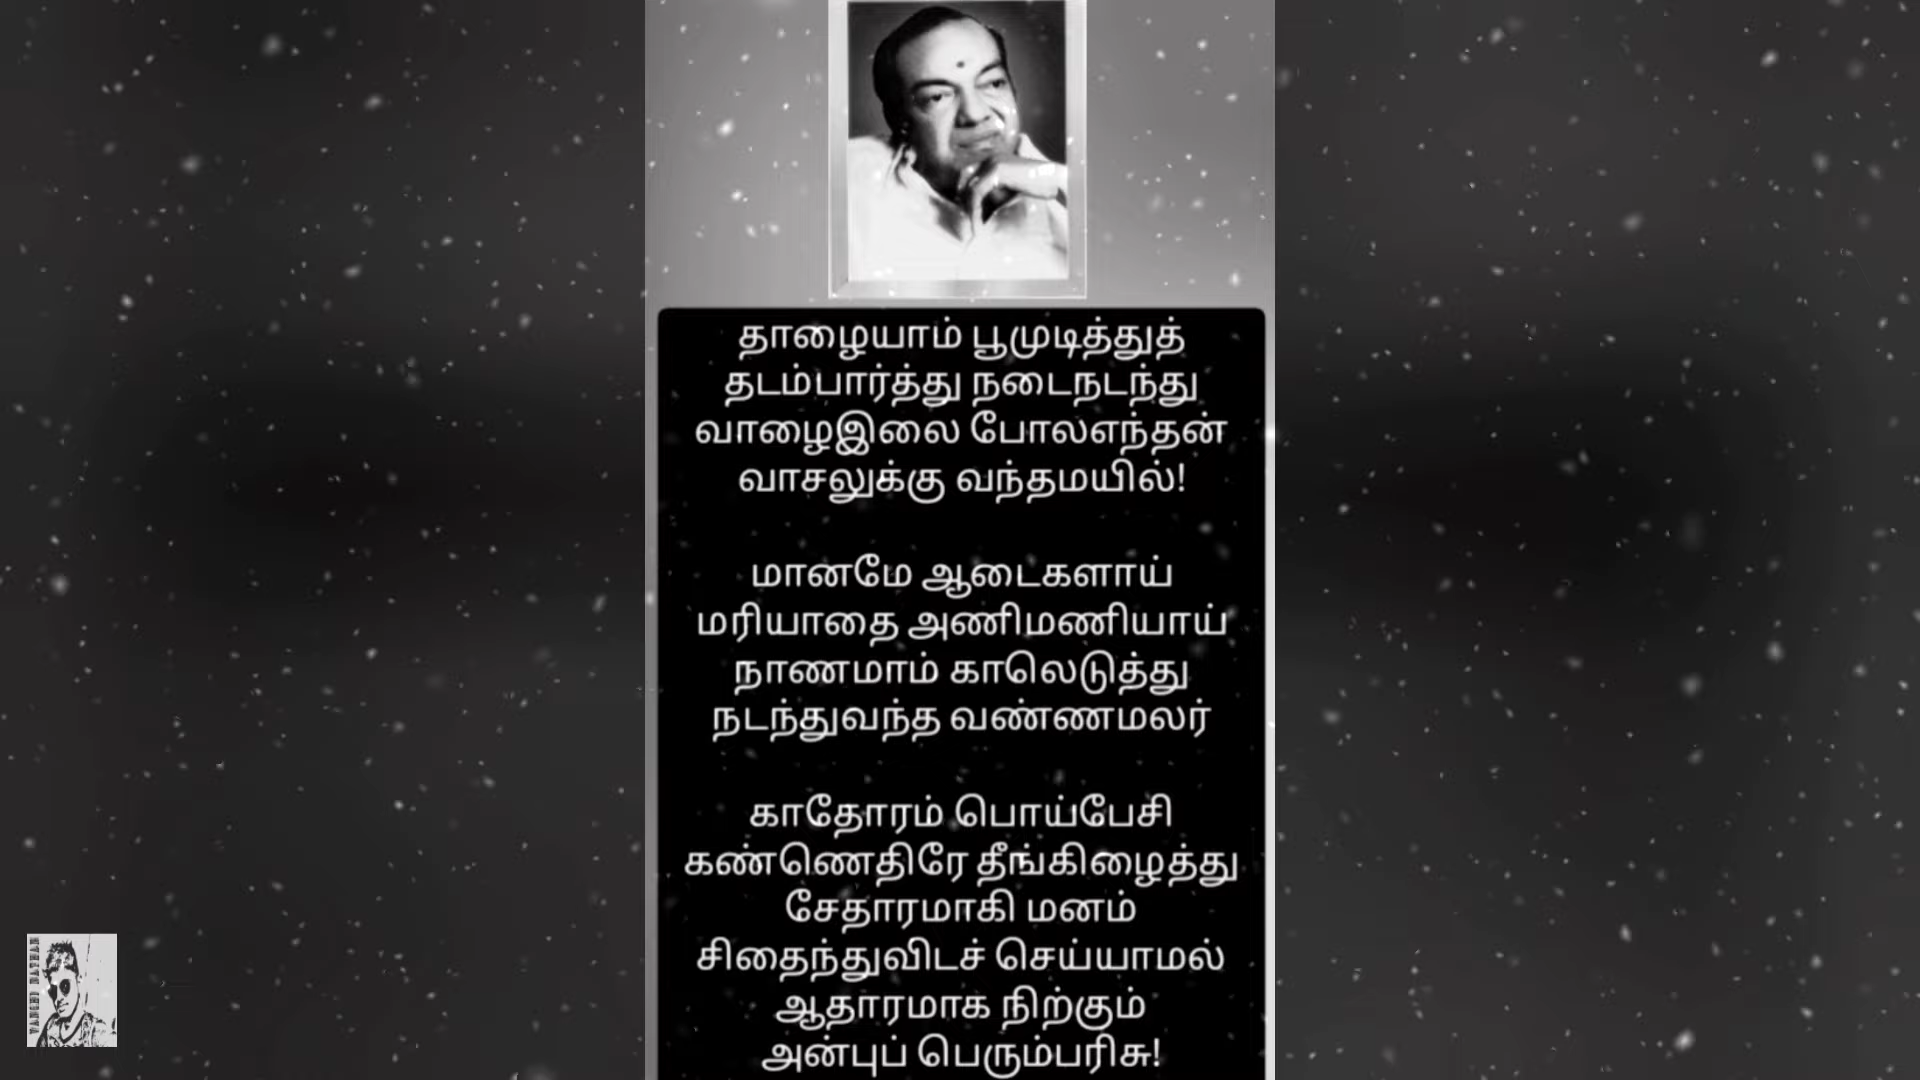 தாழையாம் பூமுடித்துத்
தடம்பார்த்து நடைநடந்து
வாழைஇலை போலஎந்தன்
வாசலுக்கு வந்தமயில்!
மானமே ஆடைகளாய்
மரியாதை அணிமணியாய்
நாணமாம் காலெடுத்து
நடந்துவந்த வண்ணமலர்
காதோரம் பொய்பேசி
கண்ணெதிரே தீங்கிழைத்து
சேதாரமாகி மனம்
சிதைந்துவிடச் செய்யாமல்
ஆதாரமாக நிற்கும்
அன்புப் பெரும்பரிசு!